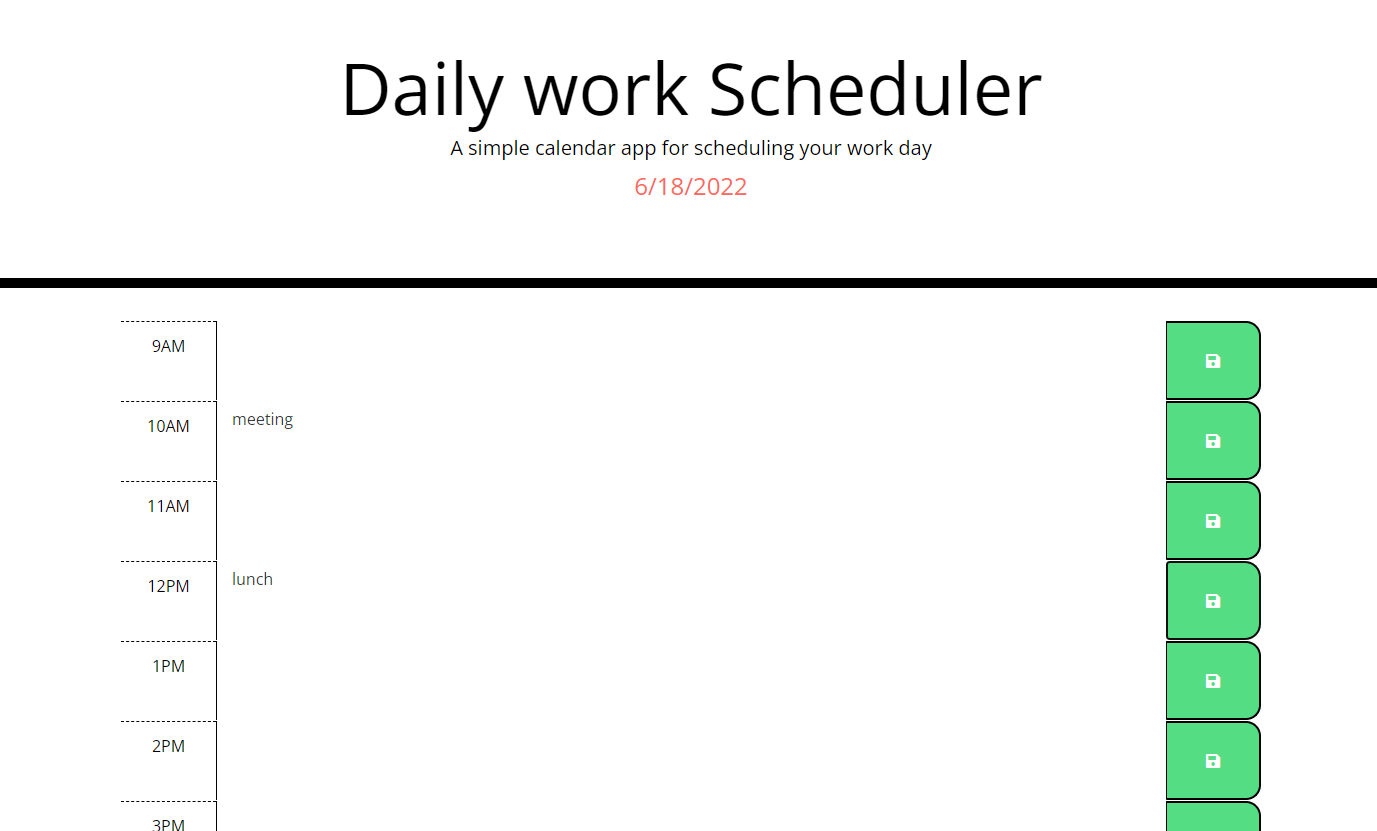 Daily work Scheduler
A simple calendar app for scheduling your work day
6/18/2022
9AM
10AM meeting
11AM
12PM lunch
1PM
2PM
3PM